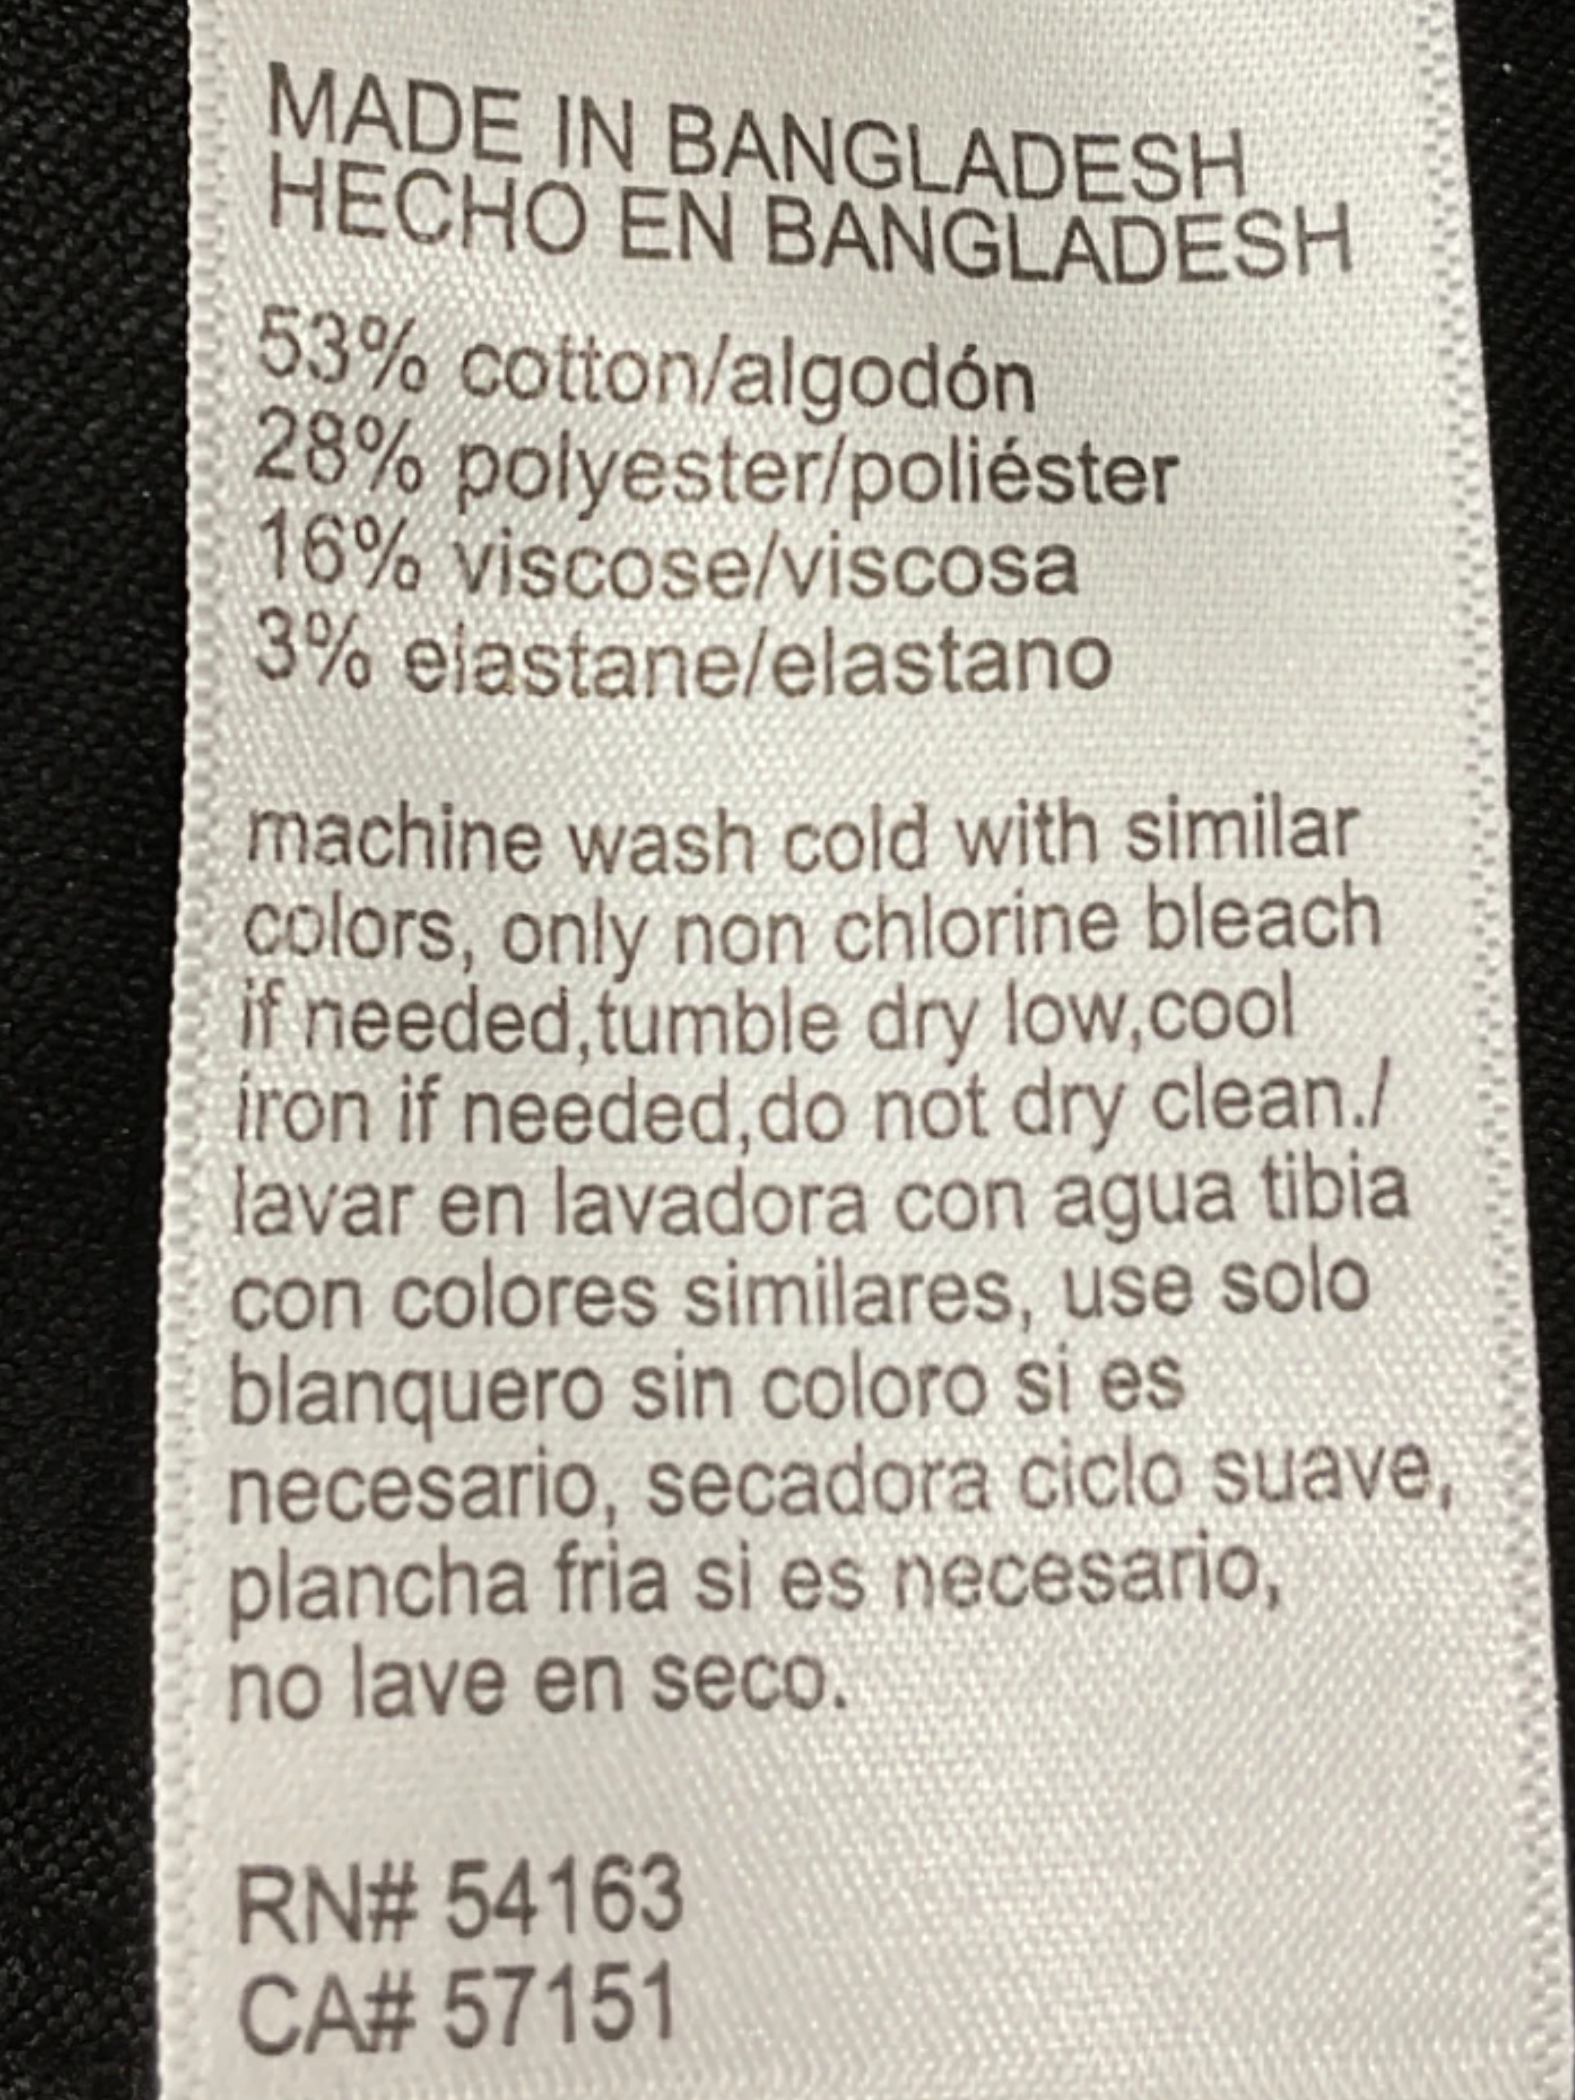 MADE IN BANGLADESH
HECHO EN BANGLADESH
53% cotton/algodón
28% polyester/poliéster
16% viscose/viscosa
3% elastane/elastano
machine wash cold with similar
colors, only non chlorine bleach
if needed,tumble dry low,cool
iron if needed,do not dry clean./
lavar en lavadora con agua tibia
con colores similares, use solo
blanquero sin coloro si es
necesario, secadora ciclo suave,
plancha fria si es necesario,
no lave en seco.
RN# 54163
CA# 57151